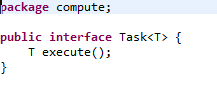 package compute;
public interface Task<T> {
    T execute();
}